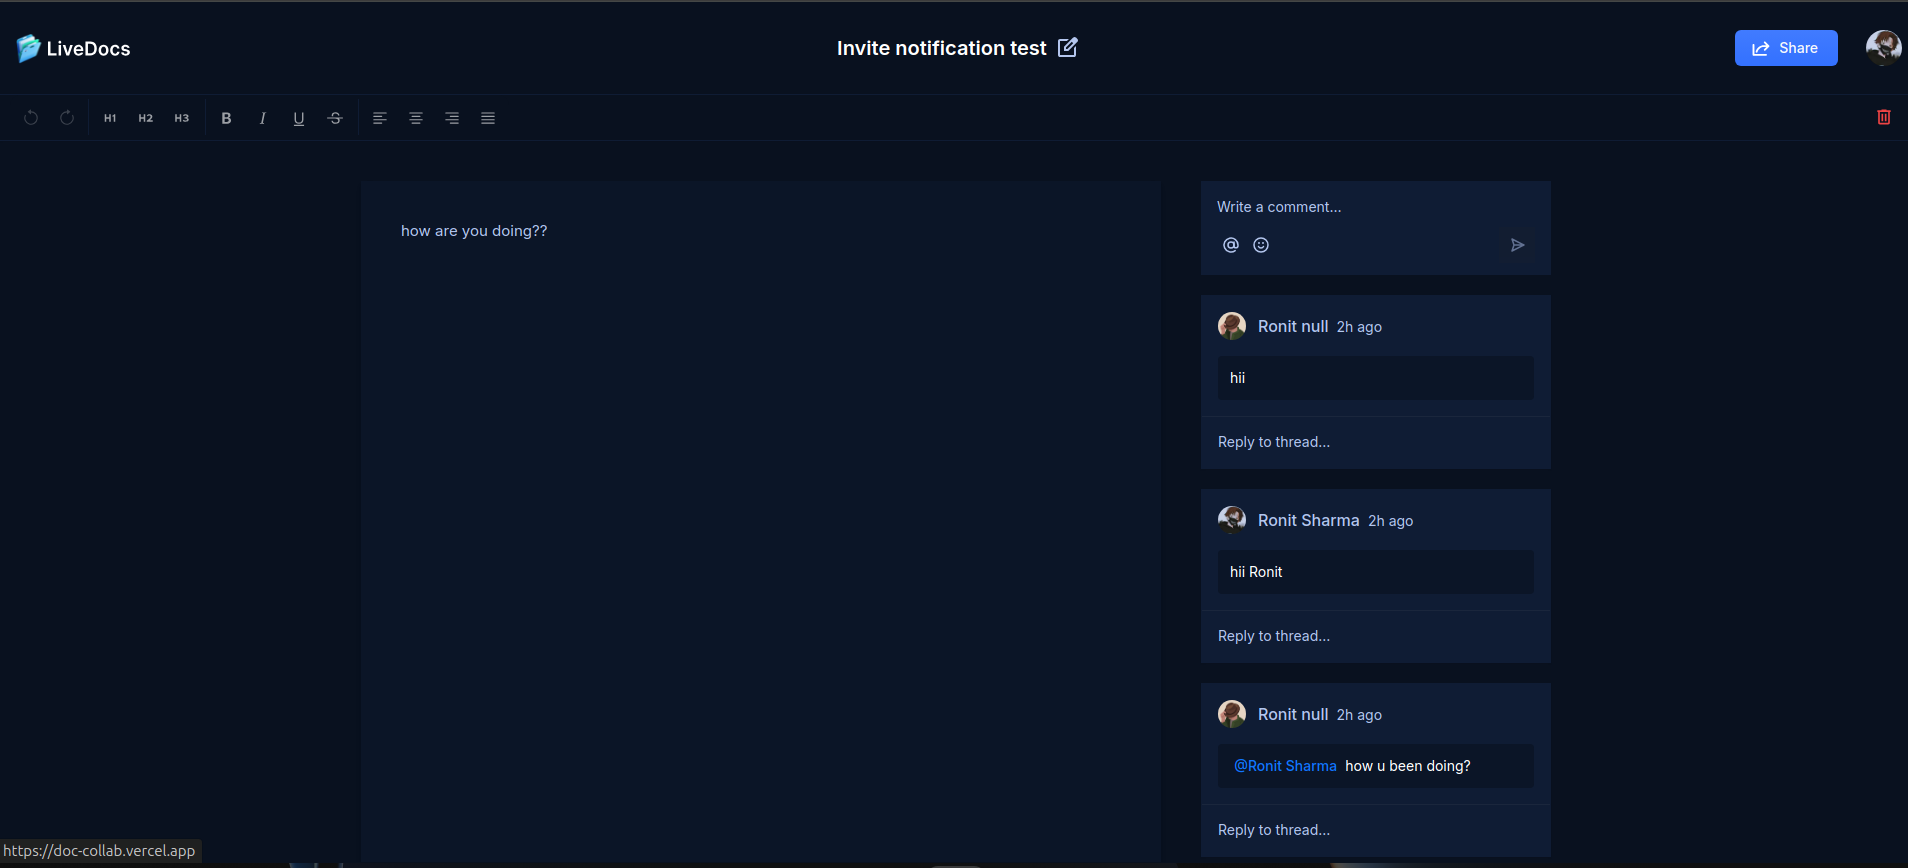 LiveDocs
Invite notification test
Share
H1 H2 H3 B I U S
how are you doing??
Write a comment…
Ronit null 2h ago
hii
Reply to thread…
Ronit Sharma 2h ago
hii Ronit
Reply to thread…
Ronit null 2h ago
@Ronit Sharma how u been doing?
Reply to thread…
https://doc-collab.vercel.app